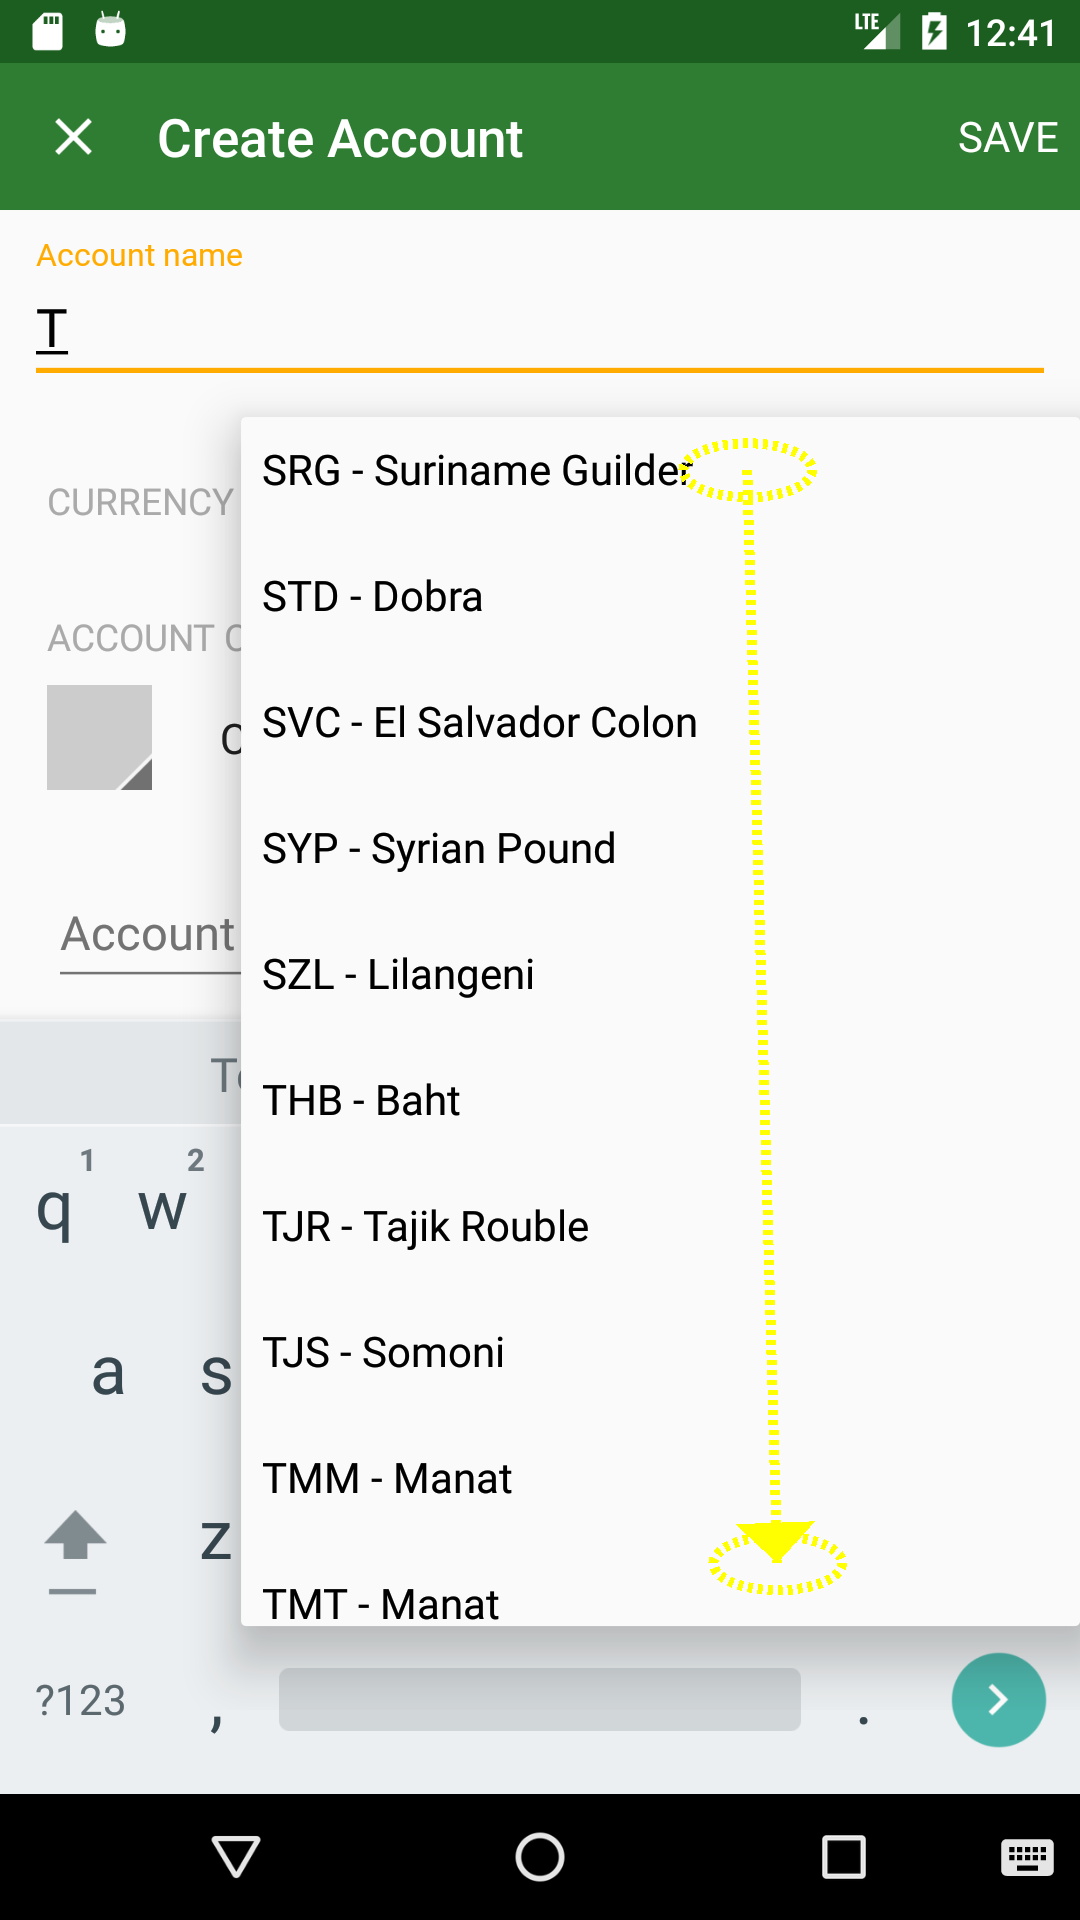 LTE 12:41
Create Account SAVE
Account name
T
SRG - Suriname Guilder
CURRENCY
STD - Dobra
ACCOUNT
SVC - El Salvador Colon
SYP - Syrian Pound
Account
SZL - Lilangeni
THB - Baht
q 1 w 2
TJR - Tajik Rouble
a s
TJS - Somoni
TMM - Manat
z
TMT - Manat
?123 , .